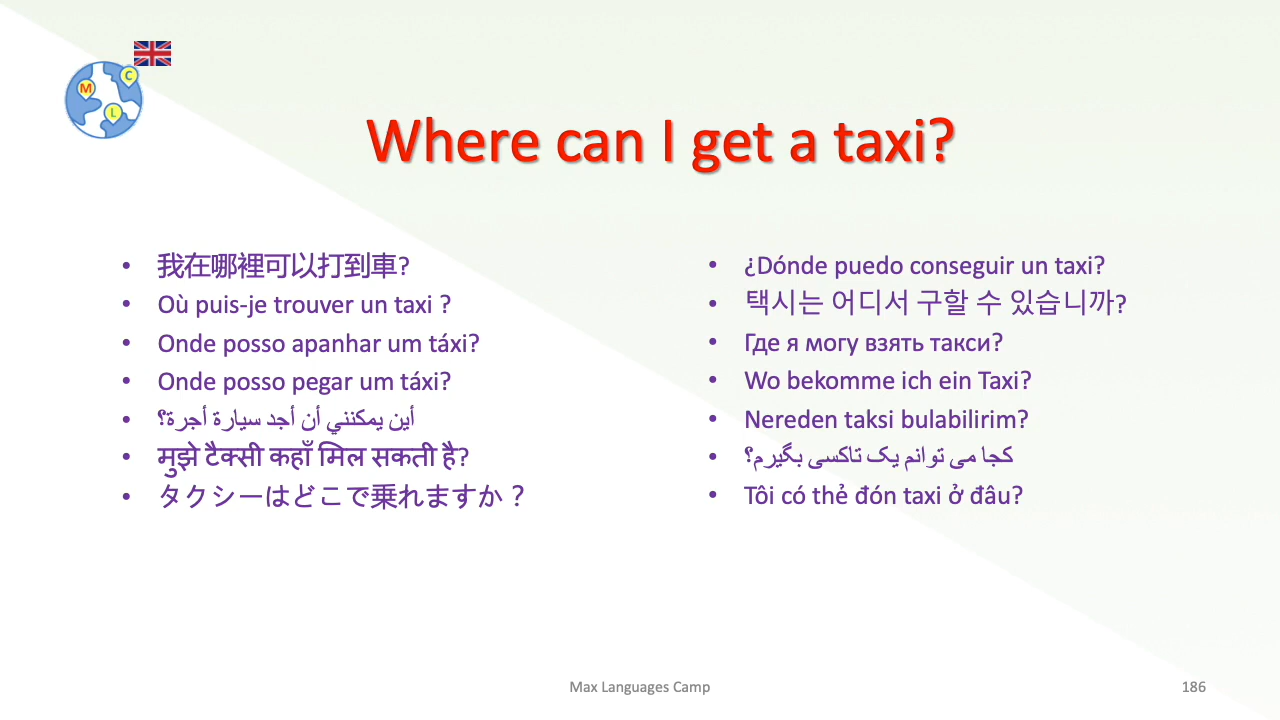 M
C
L
Where can I get a taxi?
• 我在哪裡可以打到車?
• Où puis-je trouver un taxi ?
• Onde posso apanhar um táxi?
• Onde posso pegar um táxi?
• أين يمكنني أن أجد سيارة أجرة؟
• मुझे टैक्सी कहाँ मिल सकती है?
• タクシーはどこで乗れますか？
• ¿Dónde puedo conseguir un taxi?
• 택시는 어디서 구할 수 있습니까?
• Где я могу взять такси?
• Wo bekomme ich ein Taxi?
• Nereden taksi bulabilirim?
• کجا می توانم یک تاکسی بگیرم؟
• Tôi có thẻ đón taxi ở đâu?
Max Languages Camp
186